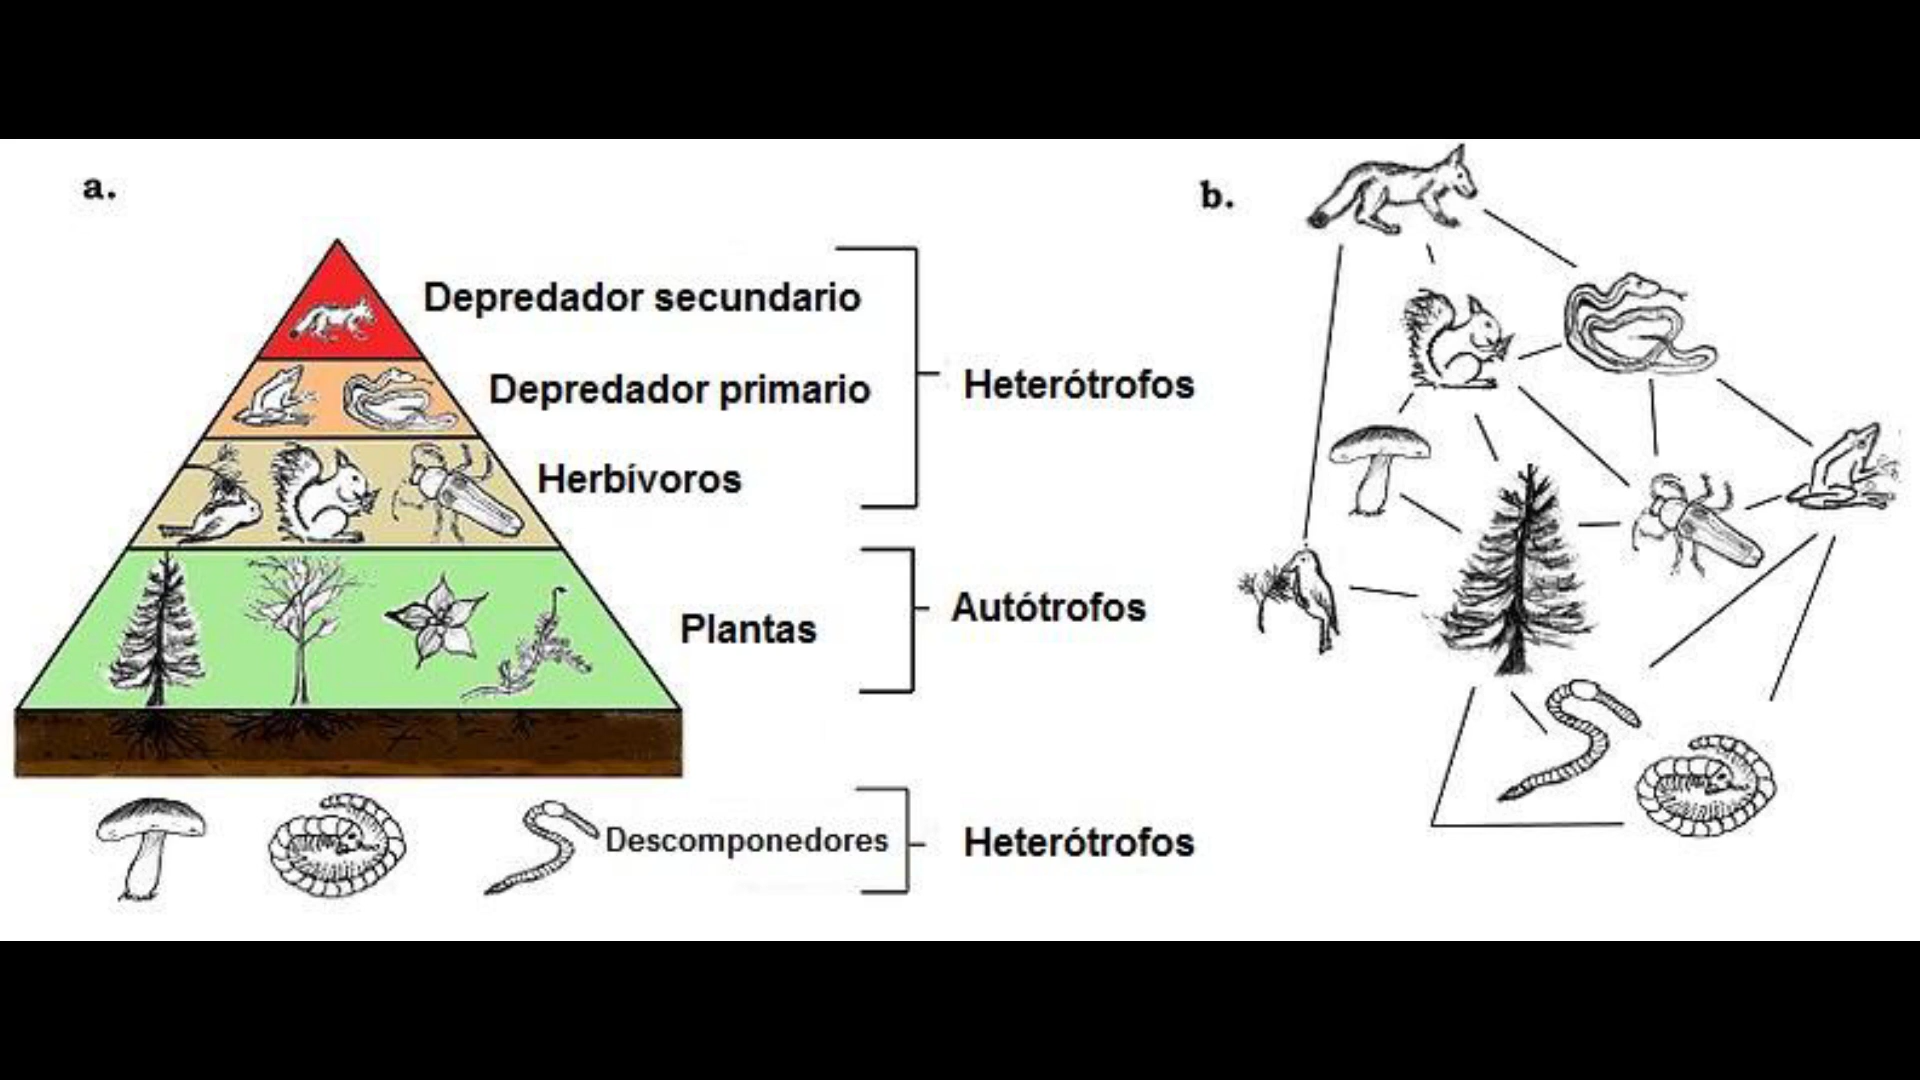 a.
b.
Depredador secundario
Depredador primario
Heterótrofos
Herbívoros
Autótrofos
Plantas
Descomponedores
Heterótrofos